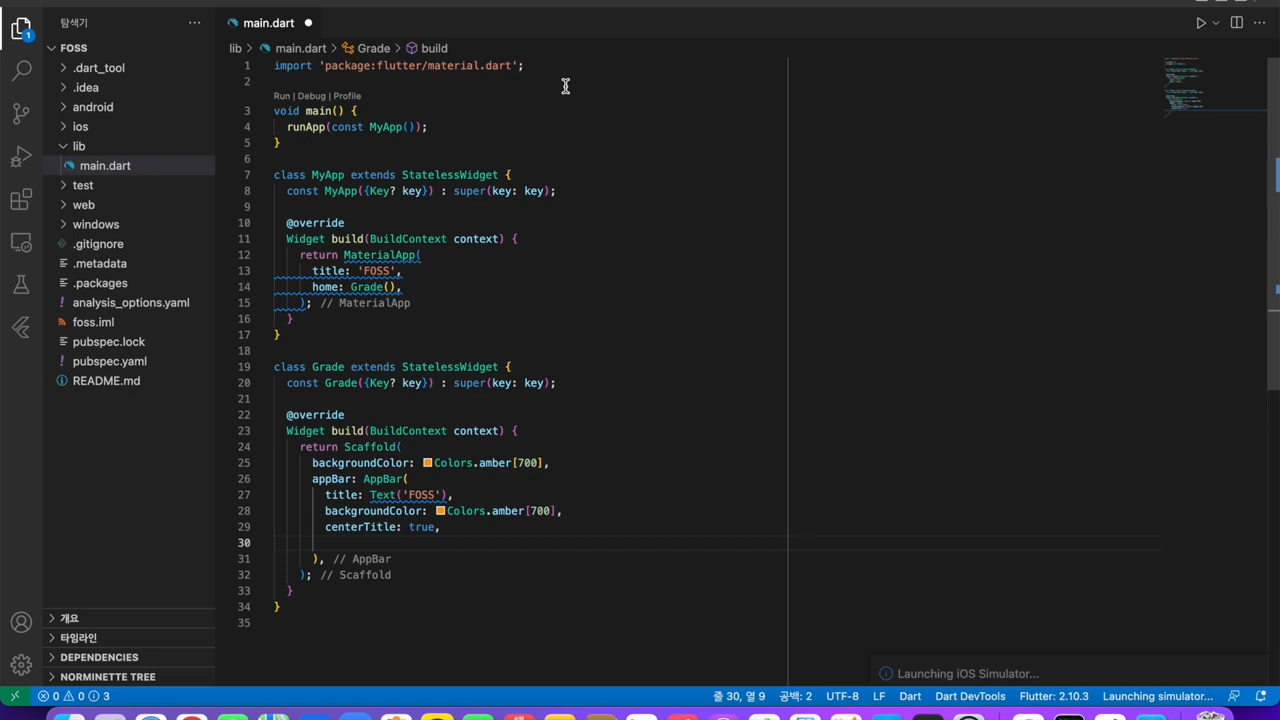 탐색기
main.dart
FOSS
lib
main.dart
Grade
build
.dart_tool
.idea
android
ios
lib
main.dart
test
web
windows
.gitignore
.metadata
.packages
analysis_options.yaml
foss.iml
pubspec.lock
pubspec.yaml
README.md
개요
타임라인
DEPENDENCIES
NORMINETTE TREE
1 import 'package:flutter/material.dart';
2
Run | Debug | Profile
3 void main() {
4 runApp(const MyApp());
5 }
6
7 class MyApp extends StatelessWidget {
8 const MyApp({Key? key}) : super(key: key);
9
10 @override
11 Widget build(BuildContext context) {
12 return MaterialApp(
13 title: 'FOSS',
14 home: Grade(),
15 ); // MaterialApp
16 }
17 }
18
19 class Grade extends StatelessWidget {
20 const Grade({Key? key}) : super(key: key);
21
22 @override
23 Widget build(BuildContext context) {
24 return Scaffold(
25 backgroundColor: Colors.amber[700],
26 appBar: AppBar(
27 title: Text('FOSS'),
28 backgroundColor: Colors.amber[700],
29 centerTitle: true,
30
31 ), // AppBar
32 ); // Scaffold
33 }
34 }
35
Launching iOS Simulator...
0 0 3
줄 30, 열 9
공백: 2
UTF-8
LF
Dart
Dart DevTools
Flutter: 2.10.3
Launching simulator...